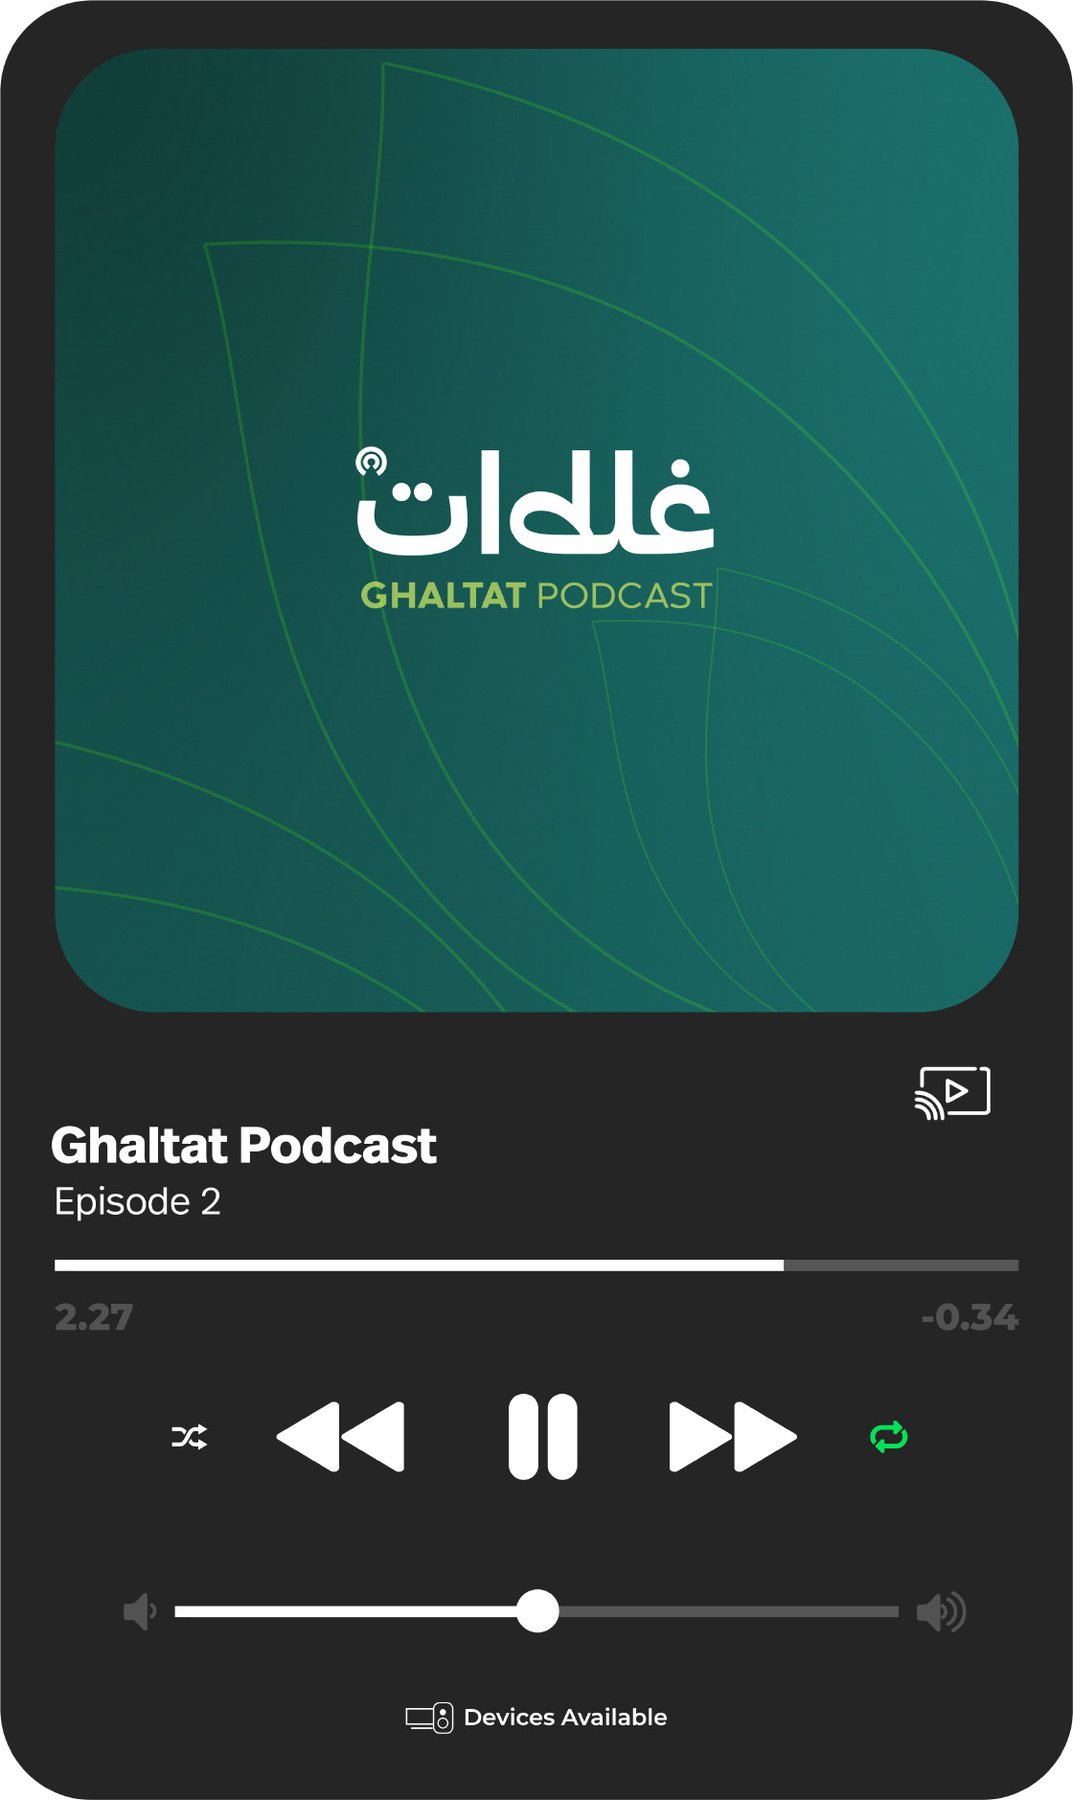 غلطات
GHALTAT PODCAST
Ghaltat Podcast
Episode 2
2.27
-0.34
Devices Available